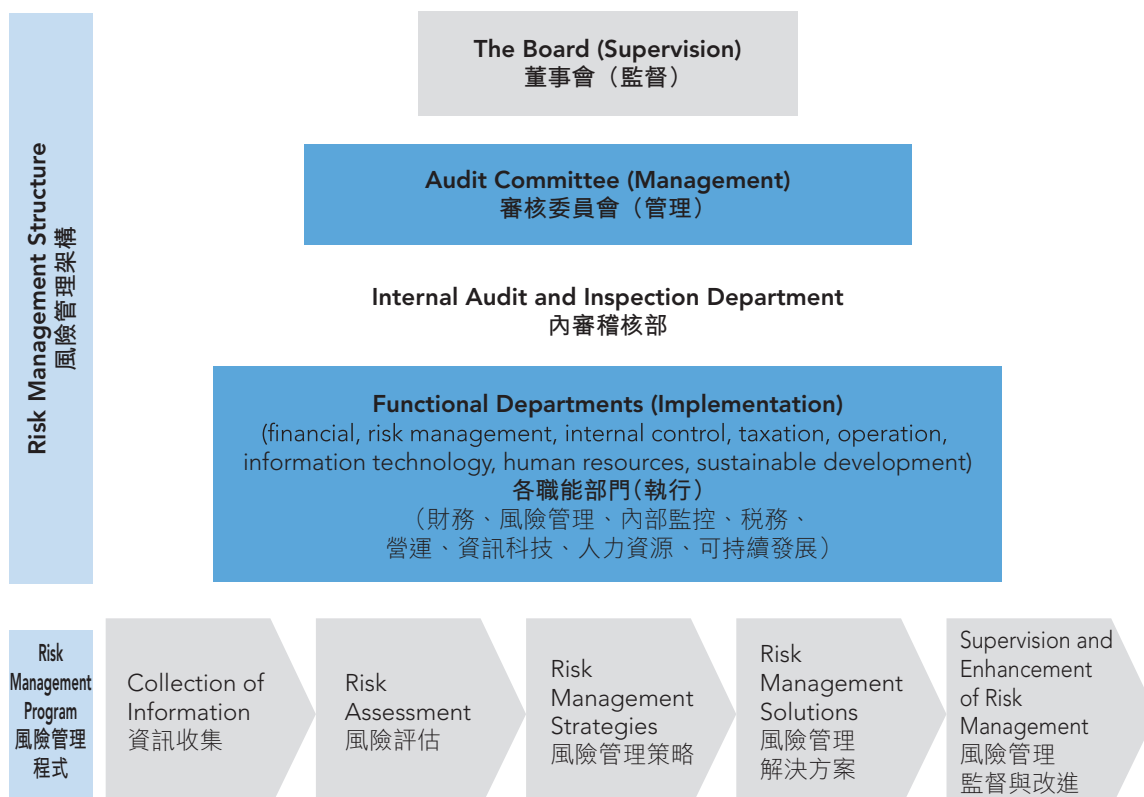 Risk Management Structure
風險管理架構
The Board (Supervision)
董事會（監督）
Audit Committee (Management)
審核委員會（管理）
Internal Audit and Inspection Department
內審稽核部
Functional Departments (Implementation)
(financial, risk management, internal control, taxation, operation,
information technology, human resources, sustainable development)
各職能部門（執行）
（財務、風險管理、內部監控、税務、
營運、資訊科技、人力資源、可持續發展）
Risk
Management
Program
風險管理
程式
Collection of
Information
資訊收集
Risk
Assessment
風險評估
Risk
Management
Strategies
風險管理策略
Risk
Management
Solutions
風險管理
解決方案
Supervision and
Enhancement
of Risk
Management
風險管理
監督與改進